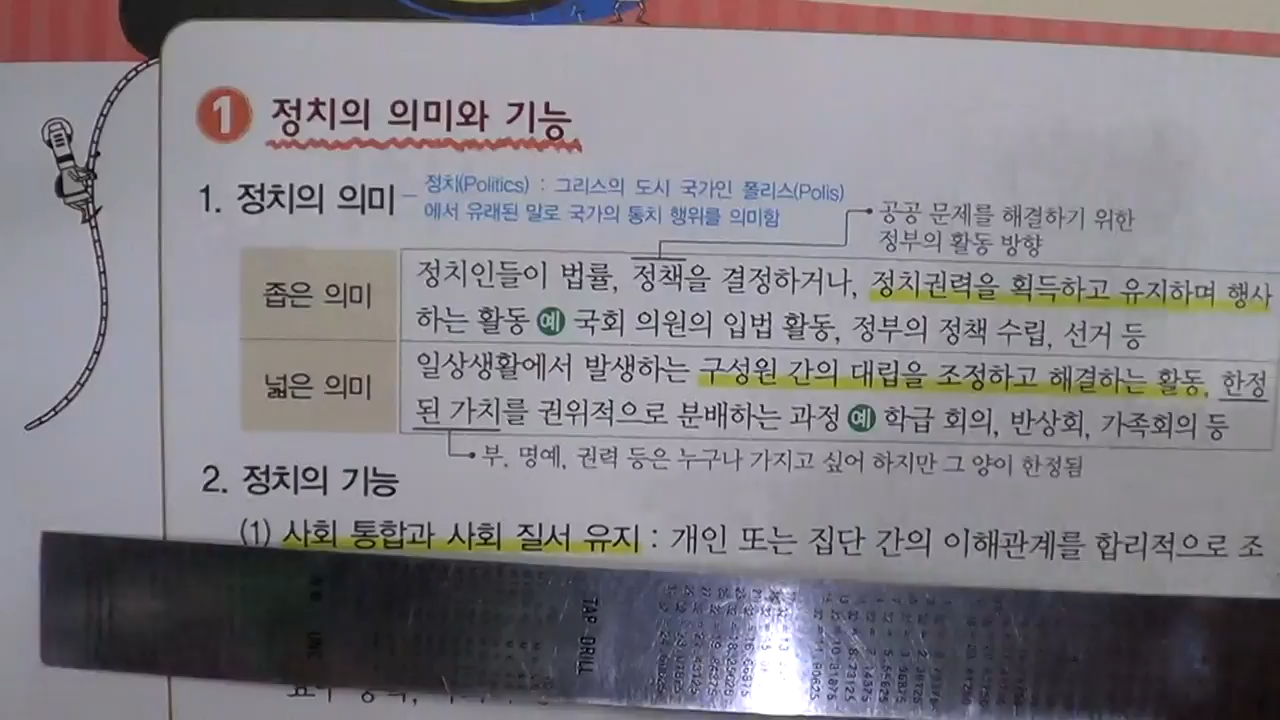 1 정치의 의미와 기능
1. 정치의 의미
정치(Politics) : 그리스의 도시 국가인 폴리스(Polis)
에서 유래된 말로 국가의 통치 행위를 의미함
공공 문제를 해결하기 위한
정부의 활동 방향
좁은 의미
정치인들이 법률, 정책을 결정하거나, 정치권력을 획득하고 유지하며 행사
하는 활동 예 국회 의원의 입법 활동, 정부의 정책 수립, 선거 등
넓은 의미
일상생활에서 발생하는 구성원 간의 대립을 조정하고 해결하는 활동, 한정
된 가치를 권위적으로 분배하는 과정 예 학급 회의, 반상회, 가족회의 등
부, 명예, 권력 등은 누구나 가지고 싶어 하지만 그 양이 한정됨
2. 정치의 기능
(1) 사회 통합과 사회 질서 유지 : 개인 또는 집단 간의 이해관계를 합리적으로 조
TAP DRILL